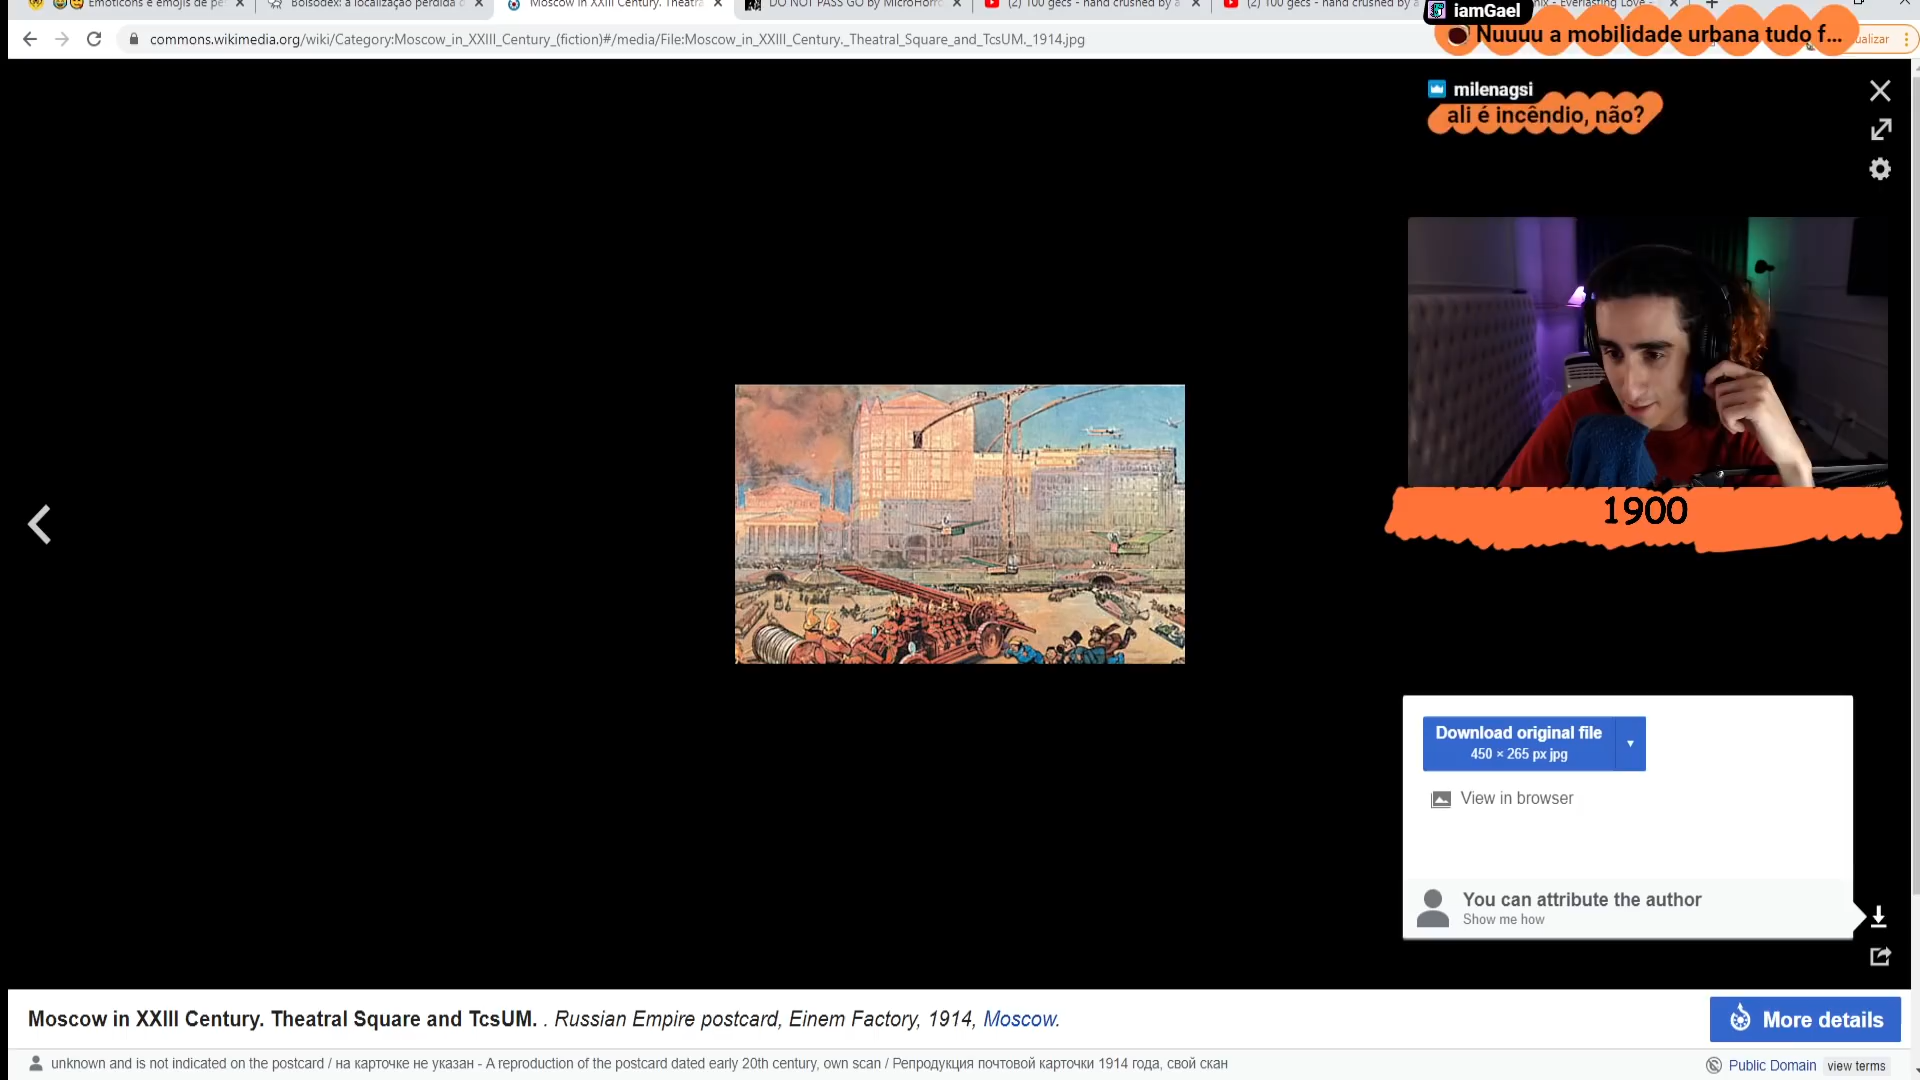 Emoticons e emojis de pe
Bolsodex: a localização perdida d
Moscow in XXIII Century. Theatra
DO NOT PASS GO by MicroHorro
(2) 100 gecs - hand crushed by a
(2) 100 gecs - hand crushed by a
- Everlasting Love -
iamGael
Nuuuu a mobilidade urbana tudo f...
commons.wikimedia.org/wiki/Category:Moscow_in_XXIII_Century_(fiction)#/media/File:Moscow_in_XXIII_Century._Theatral_Square_and_TcsUM._1914.jpg
ualizar
milenagsi
ali é incêndio, não?
1900
Download original file
450 × 265 px jpg
View in browser
You can attribute the author
Show me how
Moscow in XXIII Century. Theatral Square and TcsUM. . Russian Empire postcard, Einem Factory, 1914, Moscow.
More details
unknown and is not indicated on the postcard / на карточке не указан - A reproduction of the postcard dated early 20th century, own scan / Репродукция почтовой карточки 1914 года, свой скан
Public Domain
view terms